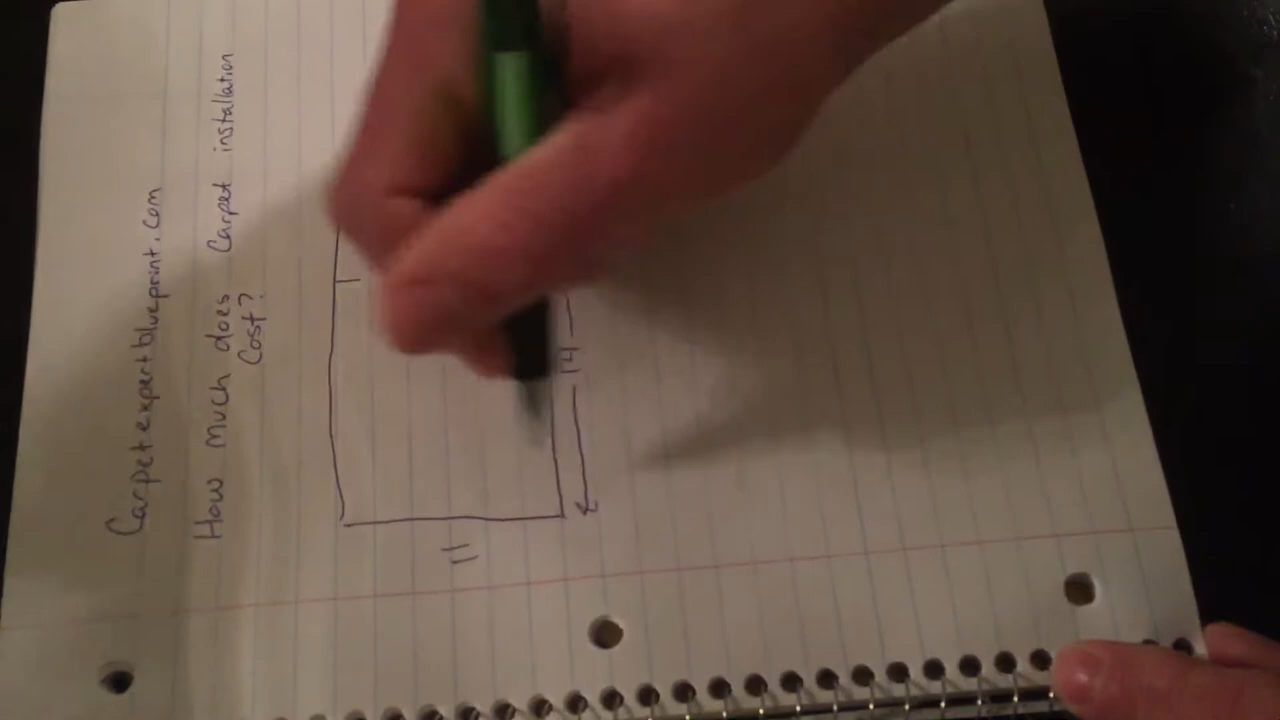 Carpetexpertblueprint.com
How Much does Carpet installation
Cost?
14
11